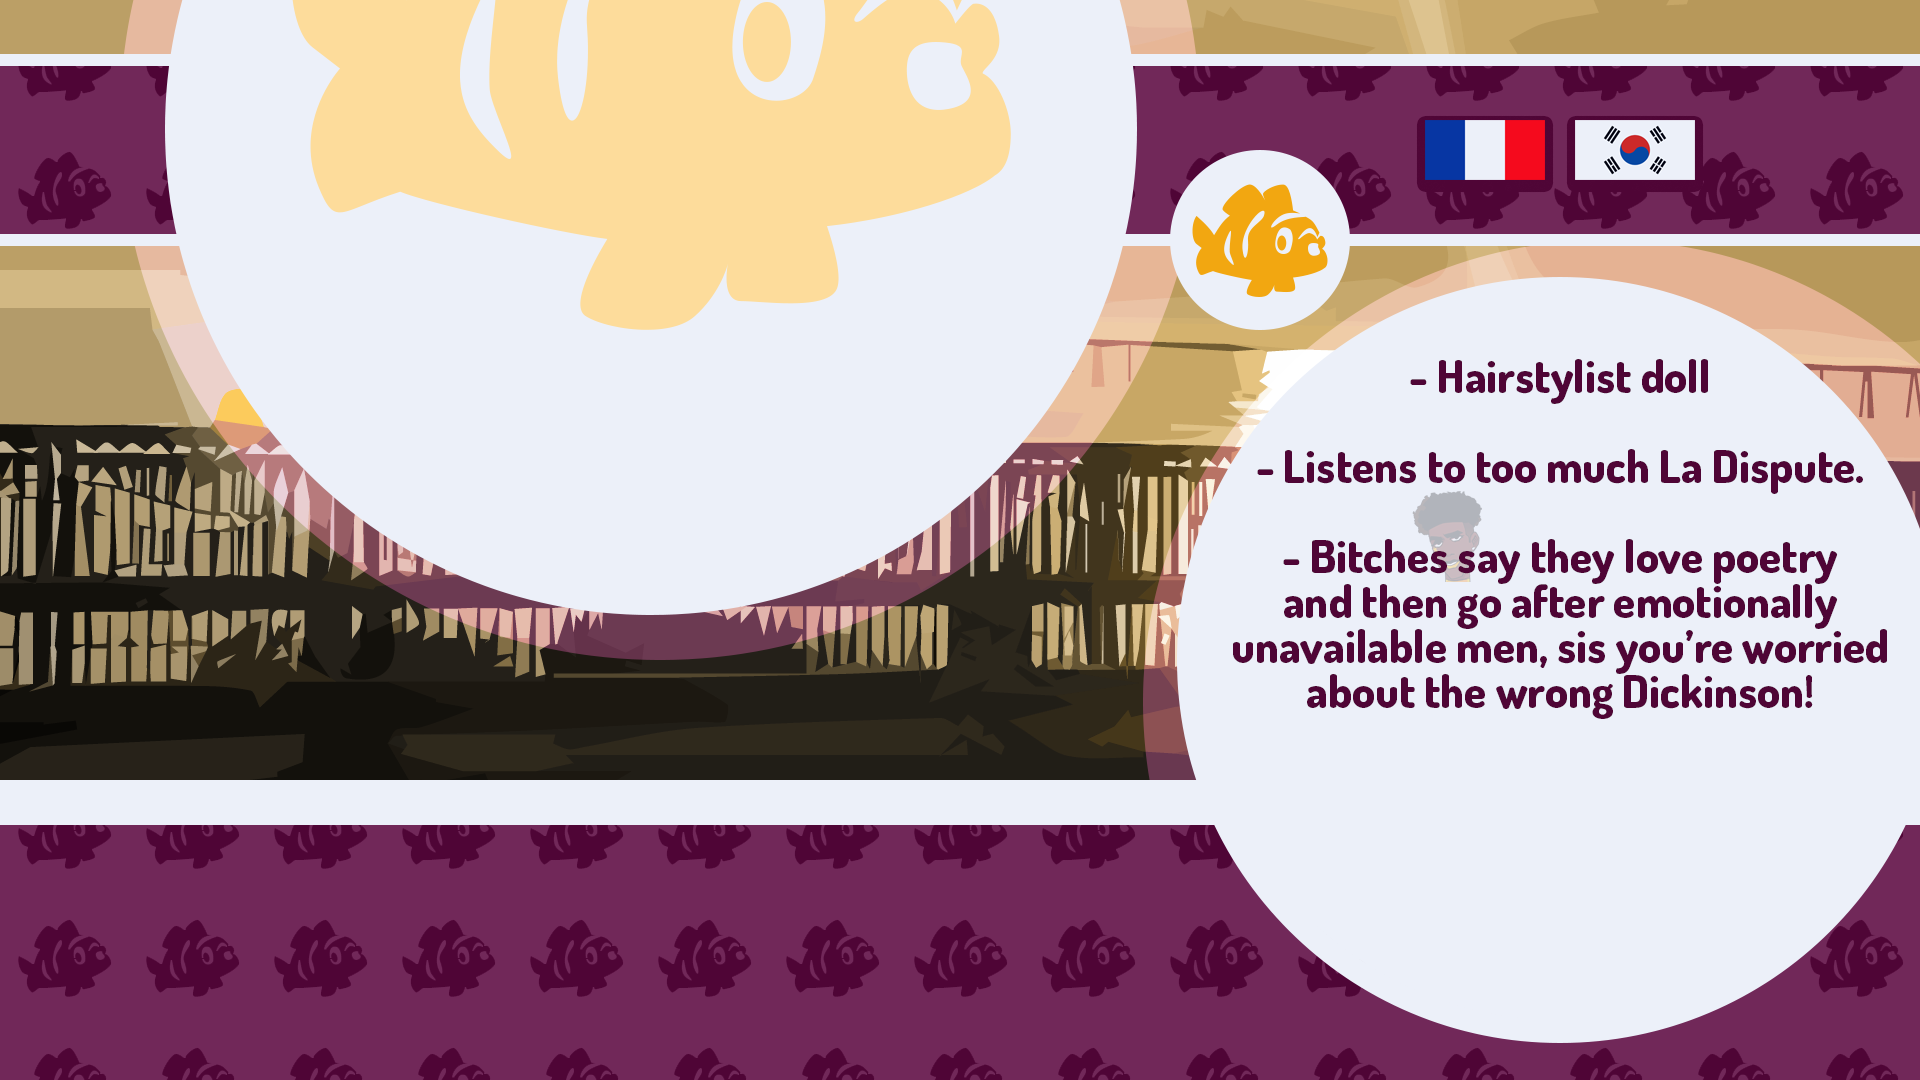 - Hairstylist doll
- Listens to too much La Dispute.
- Bitches say they love poetry
and then go after emotionally
unavailable men, sis you’re worried
about the wrong Dickinson!